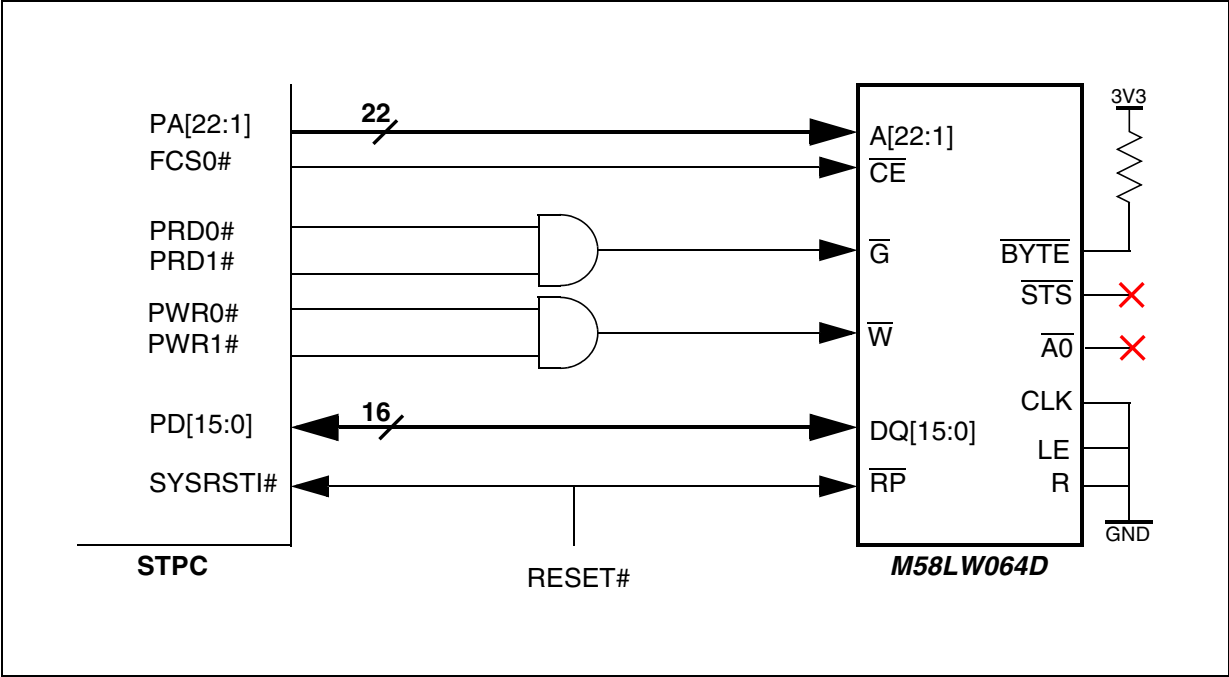 PA[22:1]
FCS0#
PRD0#
PRD1#
PWR0#
PWR1#
PD[15:0]
SYSRSTI#
STPC
22
16
RESET#
A[22:1]
CE
G
W
DQ[15:0]
RP
3V3
BYTE
STS
A0
CLK
LE
R
GND
M58LW064D